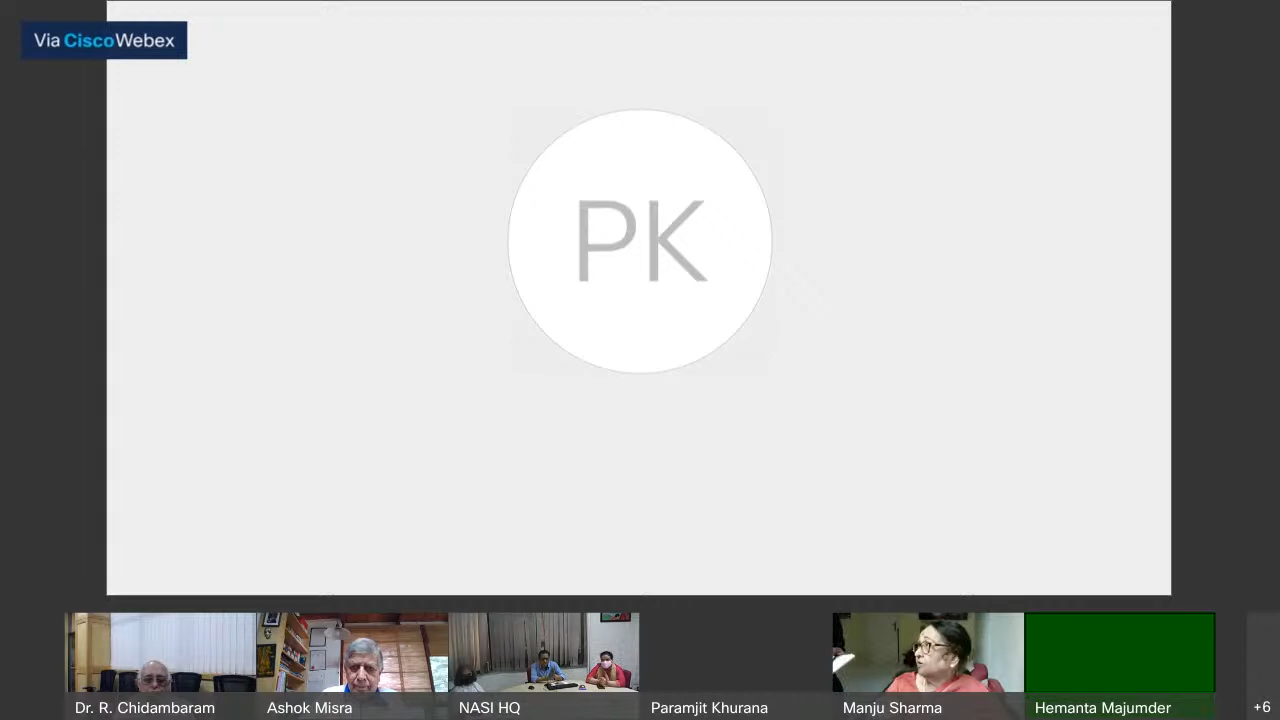 Via CiscoWebex
PK
Dr. R. Chidambaram
Ashok Misra
NASI HQ
Paramjit Khurana
Manju Sharma
Hemanta Majumder
+6